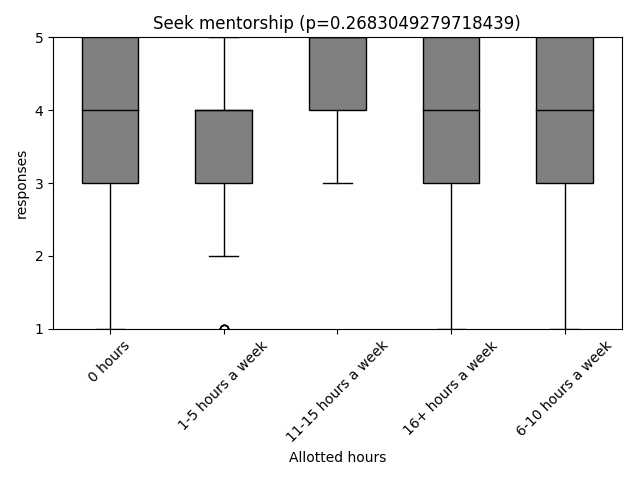 Seek mentorship (p=0.2683049279718439)
5
4
3
2
1
responses
0 hours
1-5 hours a week
11-15 hours a week
16+ hours a week
6-10 hours a week
Allotted hours